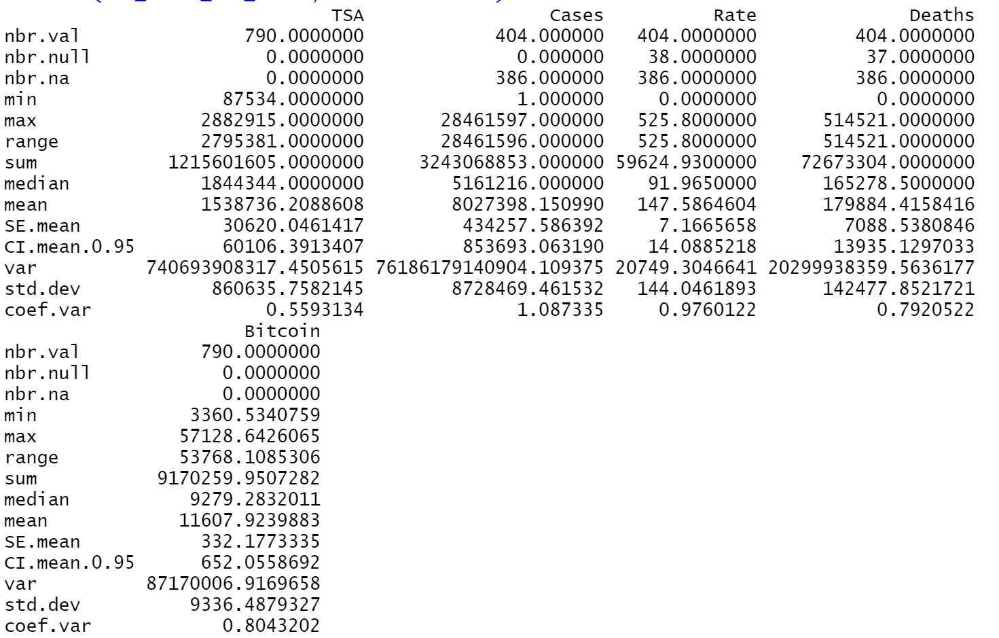 TSA Cases Rate Deaths
nbr.val 790.0000000 404.000000 404.0000000 404.0000000
nbr.null 0.0000000 0.000000 38.0000000 37.0000000
nbr.na 0.0000000 386.000000 386.0000000 386.0000000
min 87534.0000000 1.000000 0.0000000 0.0000000
max 2882915.0000000 28461597.000000 525.8000000 514521.0000000
range 2795381.0000000 28461596.000000 525.8000000 514521.0000000
sum 1215601605.0000000 3243068853.000000 59624.9300000 72673304.0000000
median 1844344.0000000 5161216.000000 91.9650000 165278.5000000
mean 1538736.2088608 8027398.150990 147.5864604 179884.4158416
SE.mean 30620.0461417 434257.586392 7.1665658 7088.5380846
CI.mean.0.95 60106.3913407 853693.063190 14.0885218 13935.1297033
var 740693908317.4505615 76186179140904.109375 20749.3046641 20299938359.5636177
std.dev 860635.7582145 8728469.461532 144.0461893 142477.8521721
coef.var 0.5593134 1.087335 0.9760122 0.7920522
Bitcoin
nbr.val 790.0000000
nbr.null 0.0000000
nbr.na 0.0000000
min 3360.5340759
max 57128.6426065
range 53768.1085306
sum 9170259.9507282
median 9279.2832011
mean 11607.9239883
SE.mean 332.1773335
CI.mean.0.95 652.0558692
var 87170006.9169658
std.dev 9336.4879327
coef.var 0.8043202